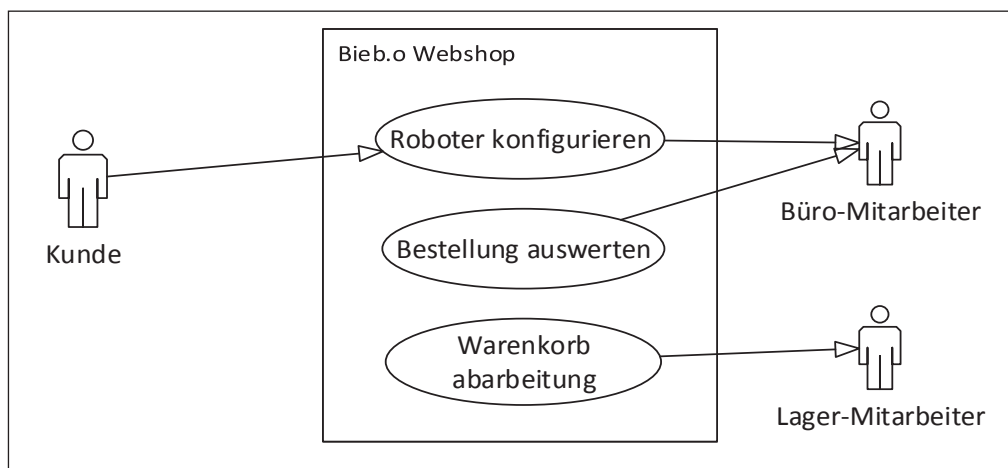 Bieb.o Webshop
Roboter konfigurieren
Büro-Mitarbeiter
Kunde
Bestellung auswerten
Warenkorb
abarbeitung
Lager-Mitarbeiter